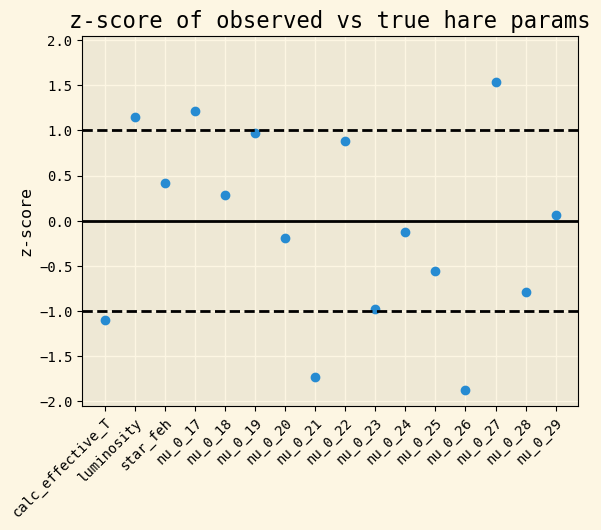 z-score of observed vs true hare params
2.0
1.5
1.0
0.5
0.0
−0.5
−1.0
−1.5
−2.0
z-score
calc_effective_T
luminosity
star_feh
nu_0_17
nu_0_18
nu_0_19
nu_0_20
nu_0_21
nu_0_22
nu_0_23
nu_0_24
nu_0_25
nu_0_26
nu_0_27
nu_0_28
nu_0_29